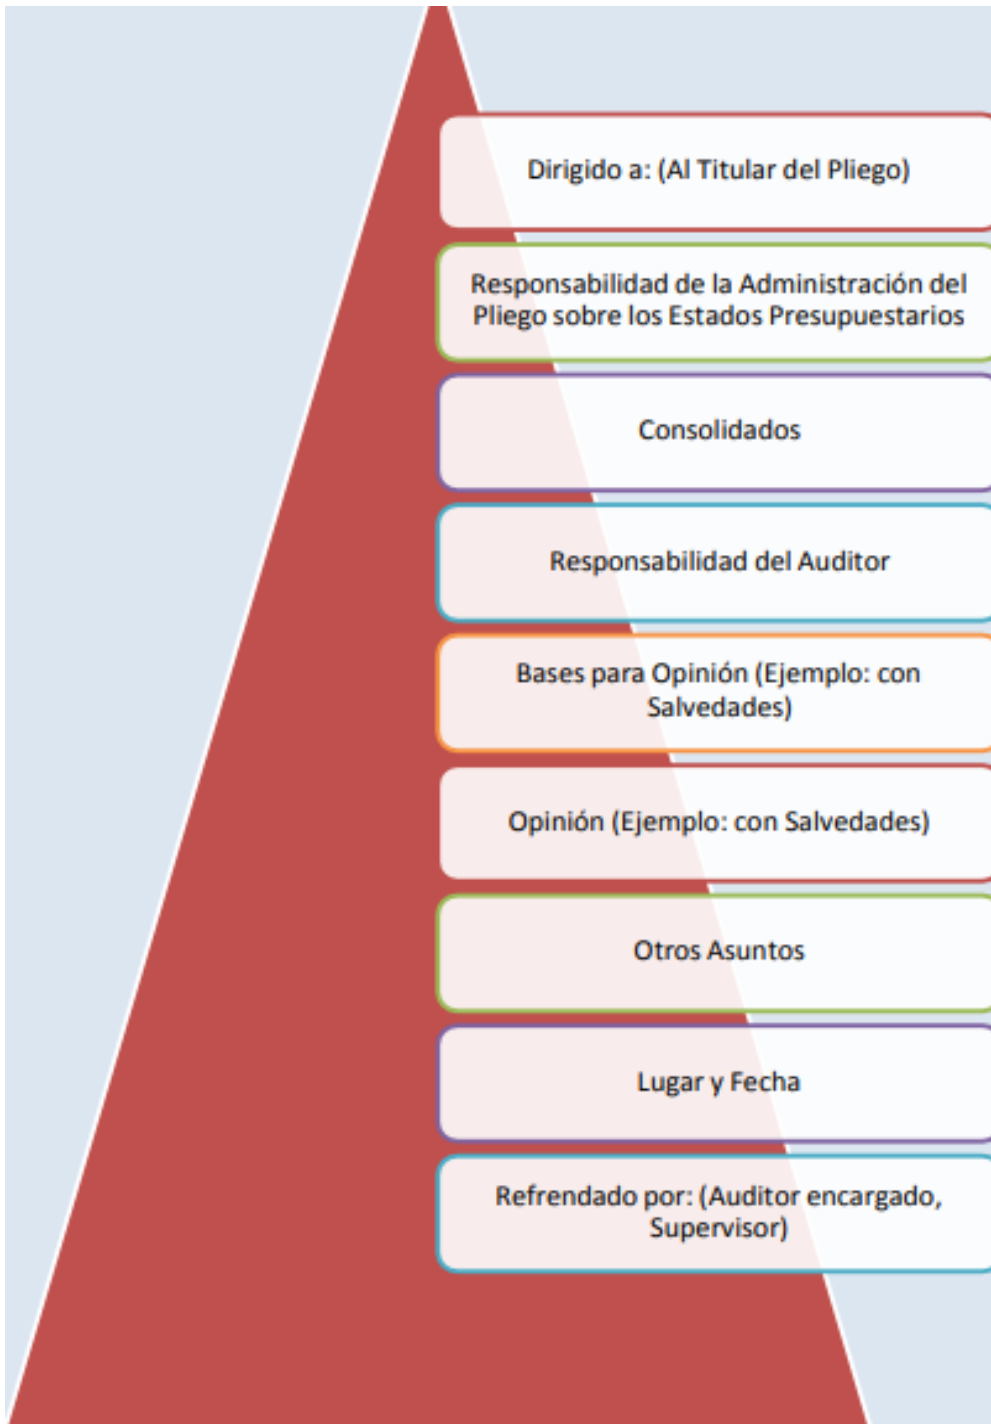 Dirigido a: (Al Titular del Pliego)
Responsabilidad de la Administración del
Pliego sobre los Estados Presupuestarios
Consolidados
Responsabilidad del Auditor
Bases para Opinión (Ejemplo: con
Salvedades)
Opinión (Ejemplo: con Salvedades)
Otros Asuntos
Lugar y Fecha
Refrendado por: (Auditor encargado,
Supervisor)